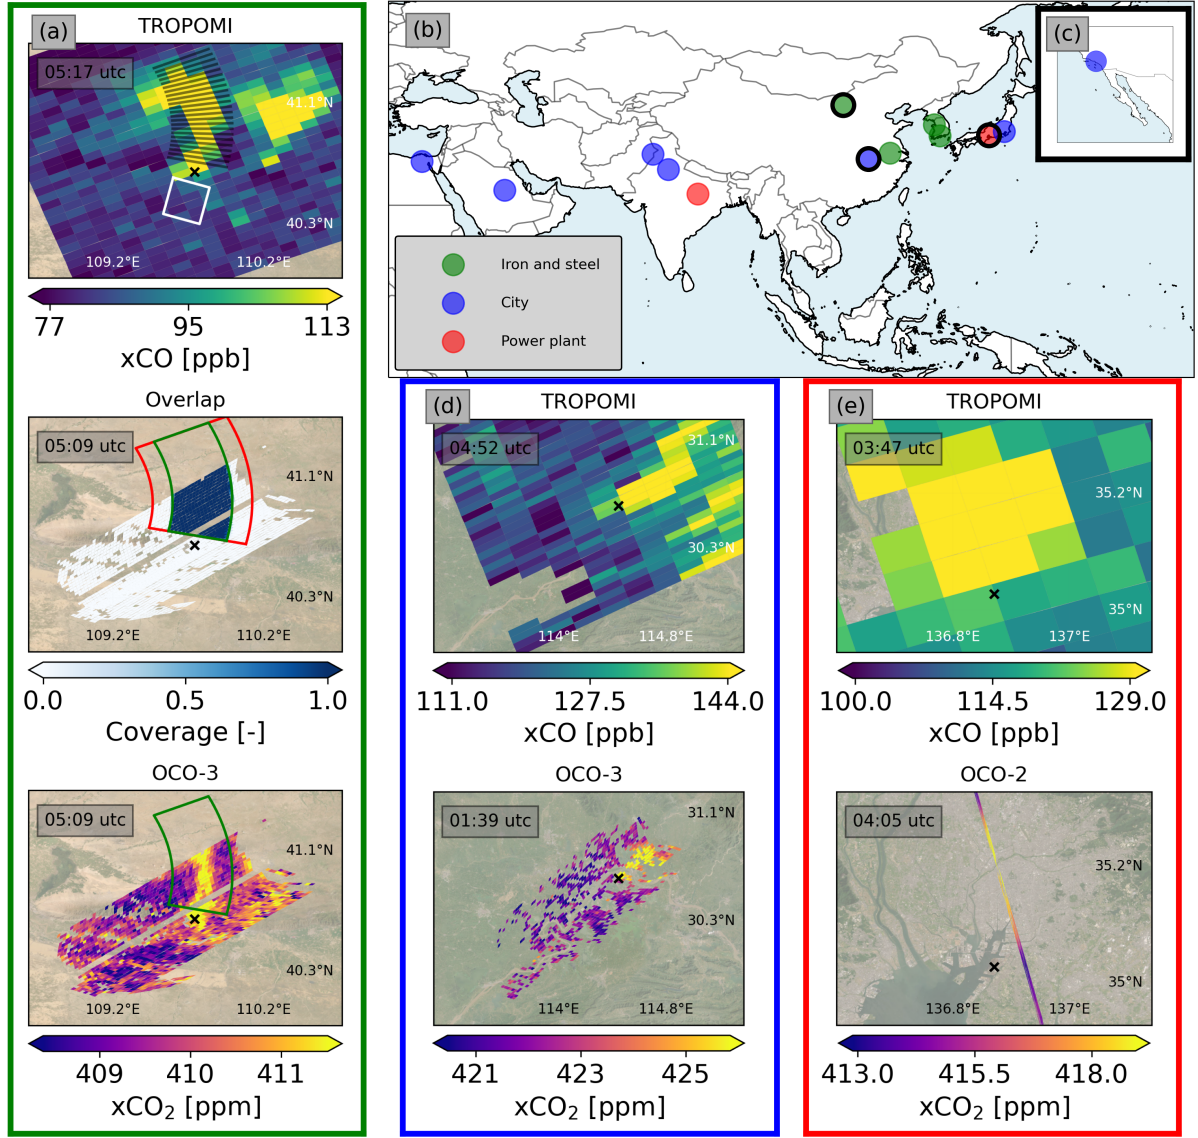 (a)
TROPOMI
05:17 utc
41.1°N
40.3°N
109.2°E 110.2°E
77 95 113
xCO [ppb]
Overlap
05:09 utc
41.1°N
40.3°N
109.2°E 110.2°E
0.0 0.5 1.0
Coverage [-]
OCO-3
05:09 utc
41.1°N
40.3°N
109.2°E 110.2°E
409 410 411
xCO₂ [ppm]
(b)
Iron and steel
City
Power plant
(c)
(d)
TROPOMI
04:52 utc
31.1°N
30.3°N
114°E 114.8°E
111.0 127.5 144.0
xCO [ppb]
OCO-3
01:39 utc
31.1°N
30.3°N
114°E 114.8°E
421 423 425
xCO₂ [ppm]
(e)
TROPOMI
03:47 utc
35.2°N
35°N
136.8°E 137°E
100.0 114.5 129.0
xCO [ppb]
OCO-2
04:05 utc
35.2°N
35°N
136.8°E 137°E
413.0 415.5 418.0
xCO₂ [ppm]